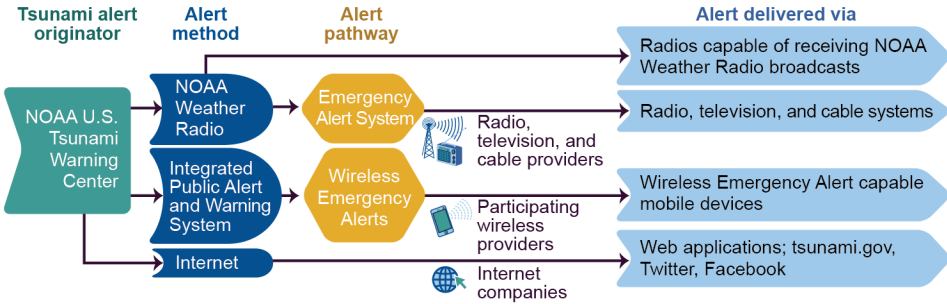 Tsunami alert
originator
Alert
method
Alert
pathway
Alert delivered via
NOAA U.S.
Tsunami
Warning
Center
NOAA
Weather
Radio
Integrated
Public Alert
and Warning
System
Internet
Emergency
Alert System
Wireless
Emergency
Alerts
Radio,
television, and
cable providers
Participating
wireless
providers
Internet
companies
Radios capable of receiving NOAA
Weather Radio broadcasts
Radio, television, and cable systems
Wireless Emergency Alert capable
mobile devices
Web applications; tsunami.gov,
Twitter, Facebook